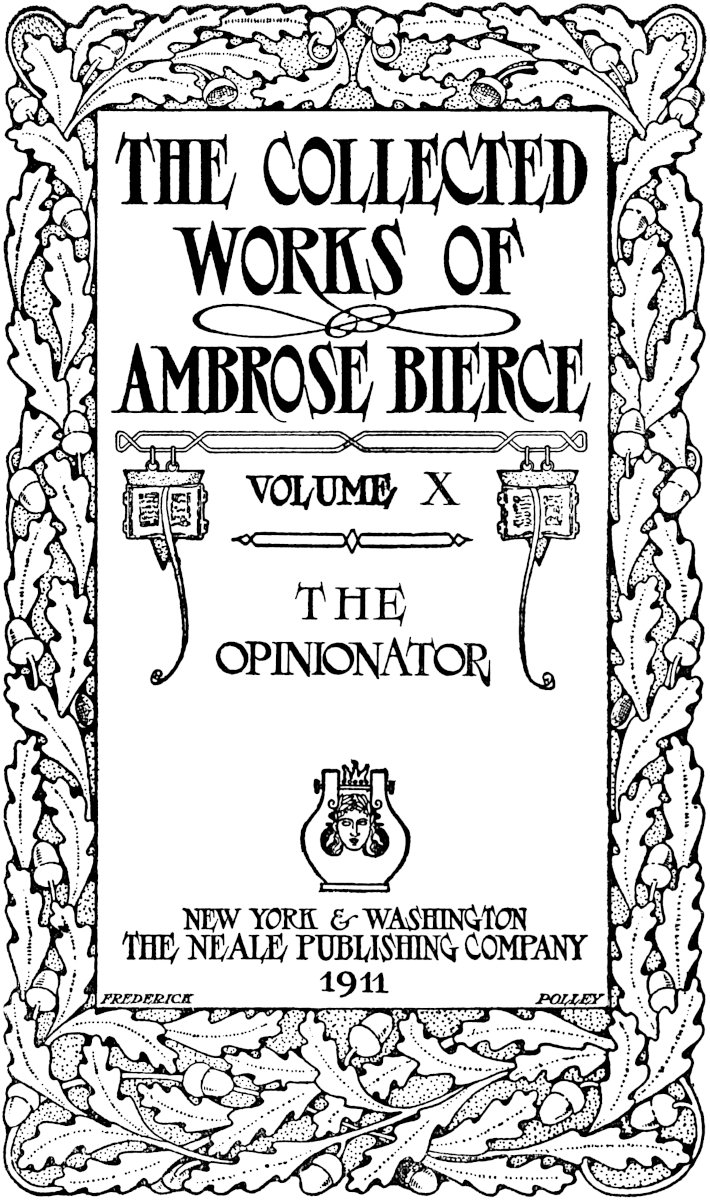 THE COLLECTED
WORKS OF
AMBROSE BIERCE
VOLUME X
THE
OPINIONATOR
NEW YORK & WASHINGTON
THE NEALE PUBLISHING COMPANY
1911
FREDERICK POLLEY